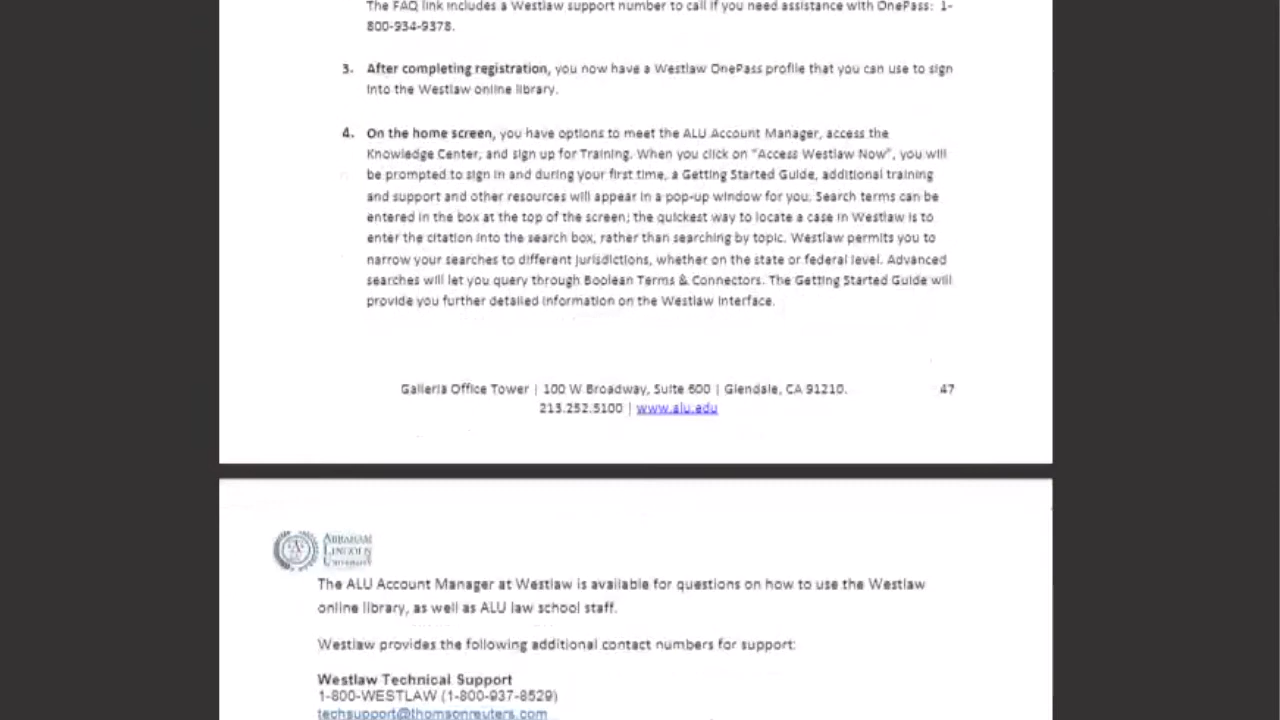 The FAQ link includes a Westlaw support number to call if you need assistance with OnePass: 1-
800-934-9378.
3. After completing registration, you now have a Westlaw OnePass profile that you can use to sign
into the Westlaw online library.
4. On the home screen, you have options to meet the ALU Account Manager, access the
Knowledge Center, and sign up for Training. When you click on "Access Westlaw Now", you will
be prompted to sign in and during your first time, a Getting Started Guide, additional training
and support and other resources will appear in a pop-up window for you. Search terms can be
entered in the box at the top of the screen; the quickest way to locate a case in Westlaw is to
enter the citation into the search box, rather than searching by topic. Westlaw permits you to
narrow your searches to different jurisdictions, whether on the state or federal level. Advanced
searches will let you query through Boolean Terms & Connectors. The Getting Started Guide will
provide you further detailed information on the Westlaw interface.
Galleria Office Tower | 100 W Broadway, Suite 600 | Glendale, CA 91210.
47
213.252.5100 | www.alu.edu
ABRAHAM
LINCOLN
UNIVERSITY
The ALU Account Manager at Westlaw is available for questions on how to use the Westlaw
online library, as well as ALU law school staff.
Westlaw provides the following additional contact numbers for support:
Westlaw Technical Support
1-800-WESTLAW (1-800-937-8529)
techsupport@thomsonreuters.com